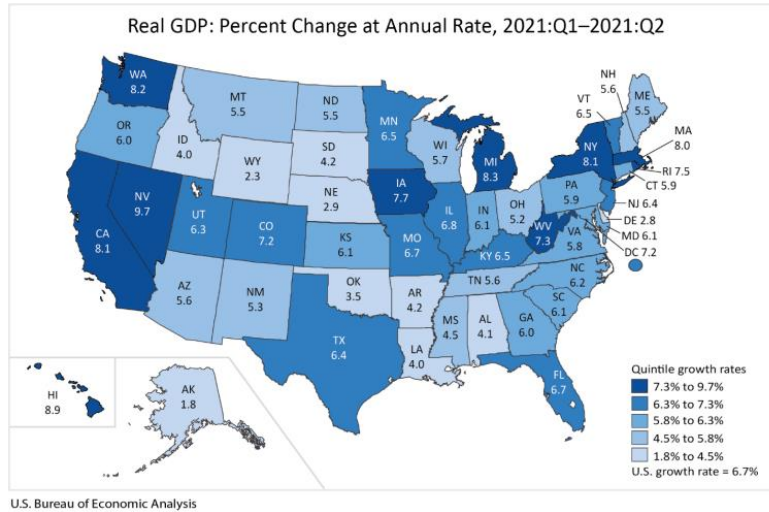 Real GDP: Percent Change at Annual Rate, 2021:Q1–2021:Q2
WA
8.2
OR
6.0
CA
8.1
NV
9.7
ID
4.0
MT
5.5
WY
2.3
UT
6.3
AZ
5.6
CO
7.2
NM
5.3
ND
5.5
SD
4.2
NE
2.9
KS
6.1
OK
3.5
TX
6.4
MN
6.5
IA
7.7
MO
6.7
AR
4.2
LA
4.0
WI
5.7
IL
6.8
MI
8.3
IN
6.1
OH
5.2
KY 6.5
TN 5.6
MS
4.5
AL
4.1
GA
6.0
FL
6.7
SC
6.1
NC
6.2
VA
5.8
WV
7.3
PA
5.9
NY
8.1
VT
6.5
NH
5.6
ME
5.5
MA
8.0
RI 7.5
CT 5.9
NJ 6.4
DE 2.8
MD 6.1
DC 7.2
HI
8.9
AK
1.8
Quintile growth rates
7.3% to 9.7%
6.3% to 7.3%
5.8% to 6.3%
4.5% to 5.8%
1.8% to 4.5%
U.S. growth rate = 6.7%
U.S. Bureau of Economic Analysis